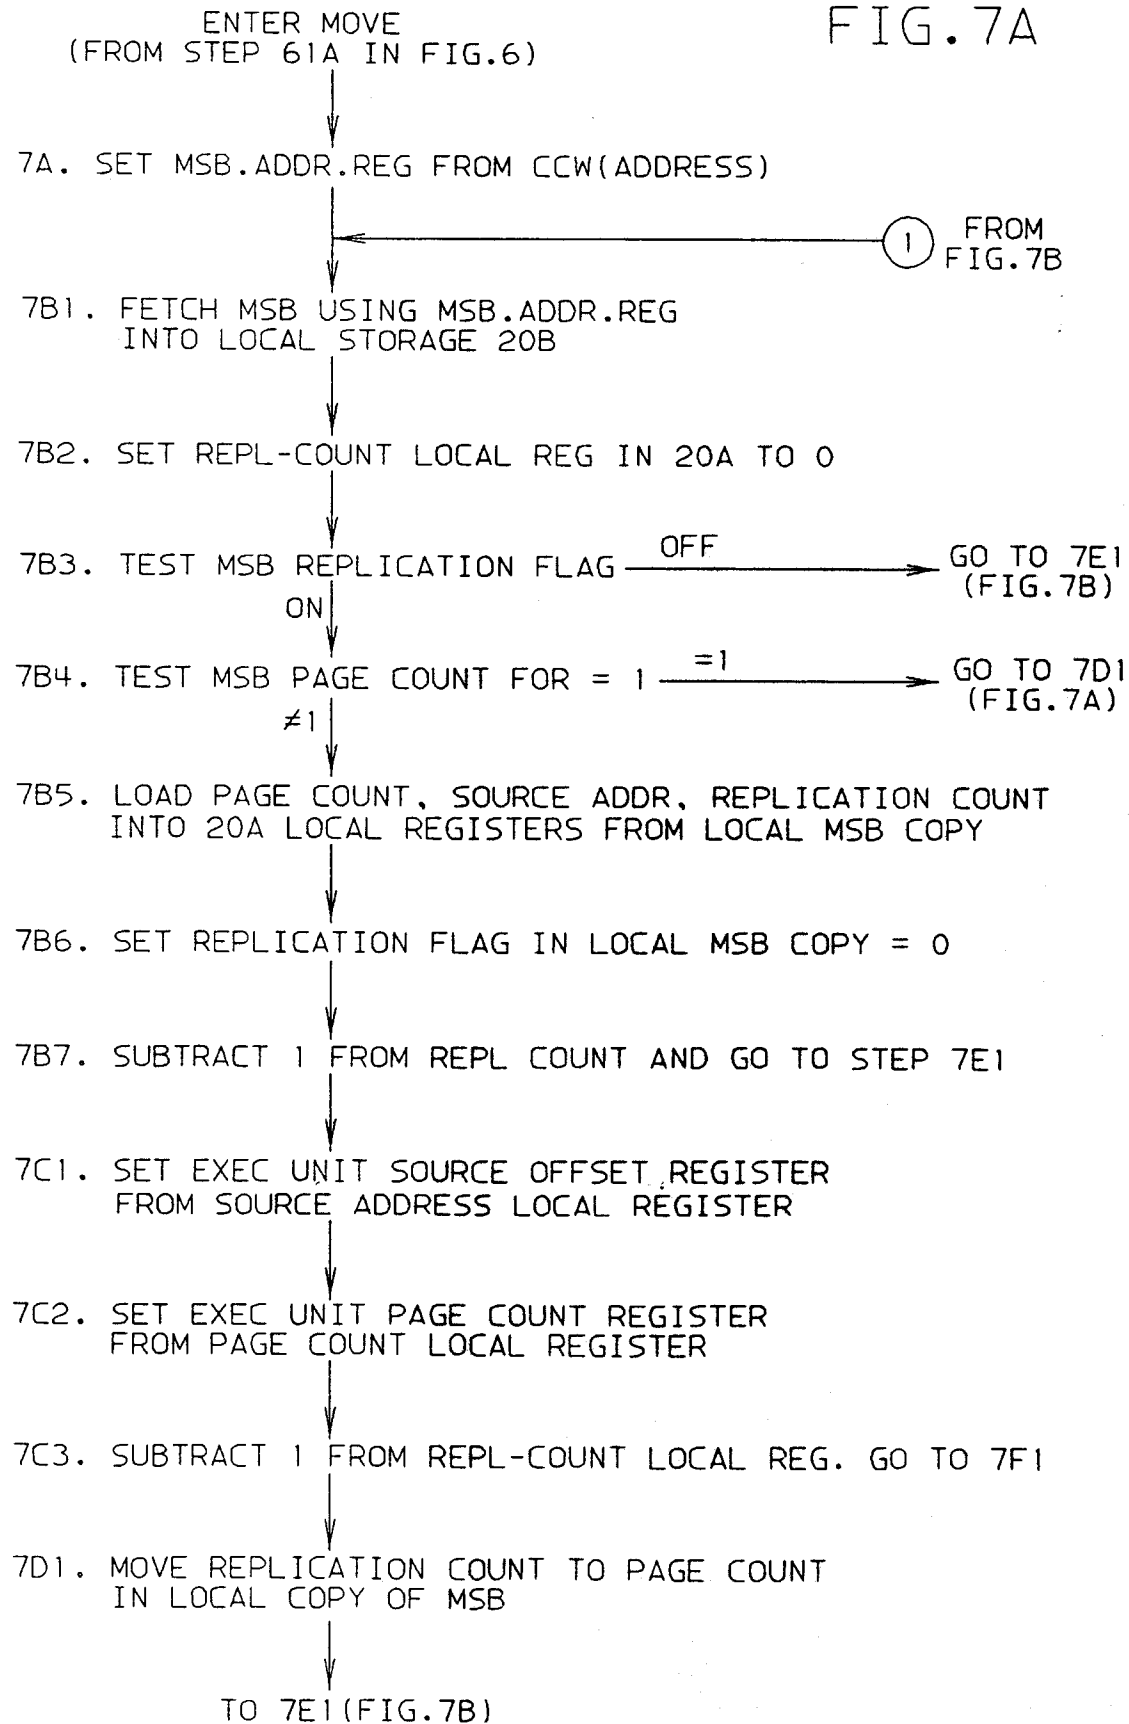 FIG.7A
ENTER MOVE
(FROM STEP 61A IN FIG.6)
7A. SET MSB.ADDR.REG FROM CCW(ADDRESS)
1 FROM
FIG.7B
7B1. FETCH MSB USING MSB.ADDR.REG
INTO LOCAL STORAGE 20B
7B2. SET REPL-COUNT LOCAL REG IN 20A TO 0
7B3. TEST MSB REPLICATION FLAG OFF GO TO 7E1
(FIG.7B)
ON
7B4. TEST MSB PAGE COUNT FOR = 1 =1 GO TO 7D1
(FIG.7A)
≠1
7B5. LOAD PAGE COUNT, SOURCE ADDR, REPLICATION COUNT
INTO 20A LOCAL REGISTERS FROM LOCAL MSB COPY
7B6. SET REPLICATION FLAG IN LOCAL MSB COPY = 0
7B7. SUBTRACT 1 FROM REPL COUNT AND GO TO STEP 7E1
7C1. SET EXEC UNIT SOURCE OFFSET REGISTER
FROM SOURCE ADDRESS LOCAL REGISTER
7C2. SET EXEC UNIT PAGE COUNT REGISTER
FROM PAGE COUNT LOCAL REGISTER
7C3. SUBTRACT 1 FROM REPL-COUNT LOCAL REG. GO TO 7F1
7D1. MOVE REPLICATION COUNT TO PAGE COUNT
IN LOCAL COPY OF MSB
TO 7E1(FIG.7B)